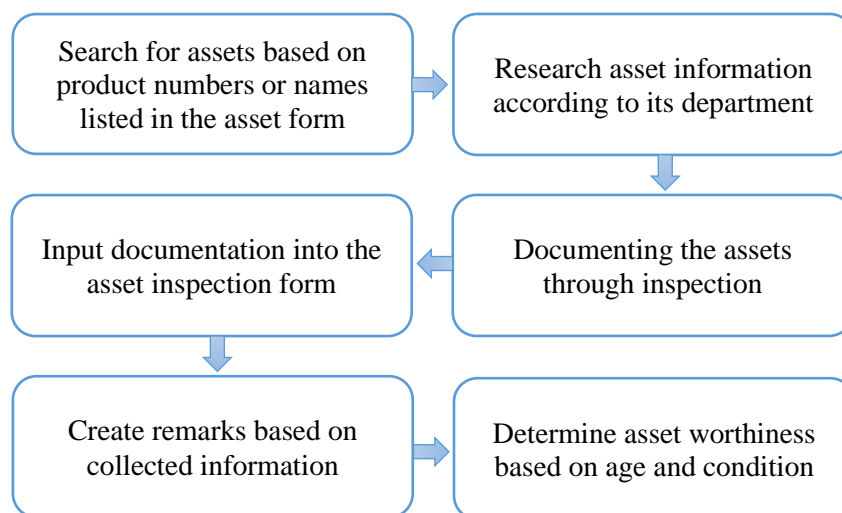 Search for assets based on
product numbers or names
listed in the asset form
Research asset information
according to its department
Documenting the assets
through inspection
Input documentation into the
asset inspection form
Create remarks based on
collected information
Determine asset worthiness
based on age and condition